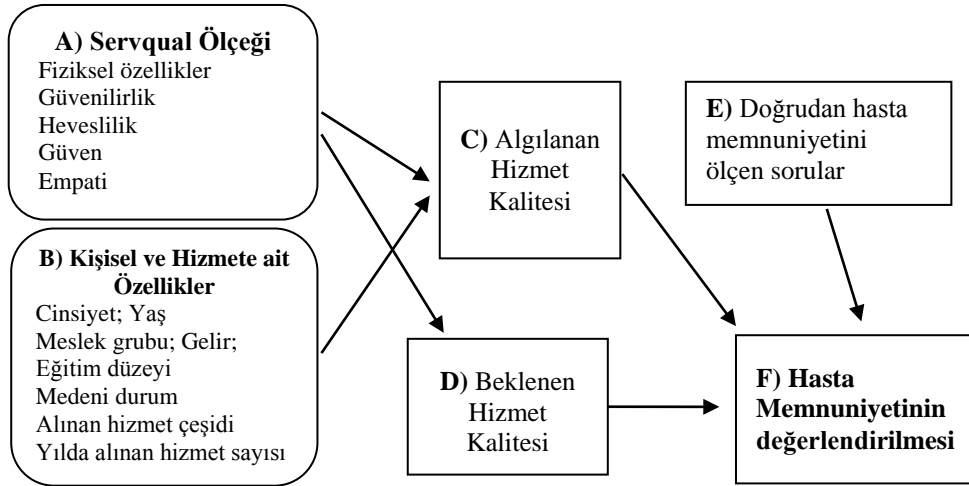 A) Servqual Ölçeği
Fiziksel özellikler
Güvenilirlik
Heveslilik
Güven
Empati
B) Kişisel ve Hizmete ait
Özellikler
Cinsiyet; Yaş
Meslek grubu; Gelir;
Eğitim düzeyi
Medeni durum
Alınan hizmet çeşidi
Yılda alınan hizmet sayısı
C) Algılanan
Hizmet
Kalitesi
D) Beklenen
Hizmet
Kalitesi
E) Doğrudan hasta
memnuniyetini
ölçen sorular
F) Hasta
Memnuniyetinin
değerlendirilmesi